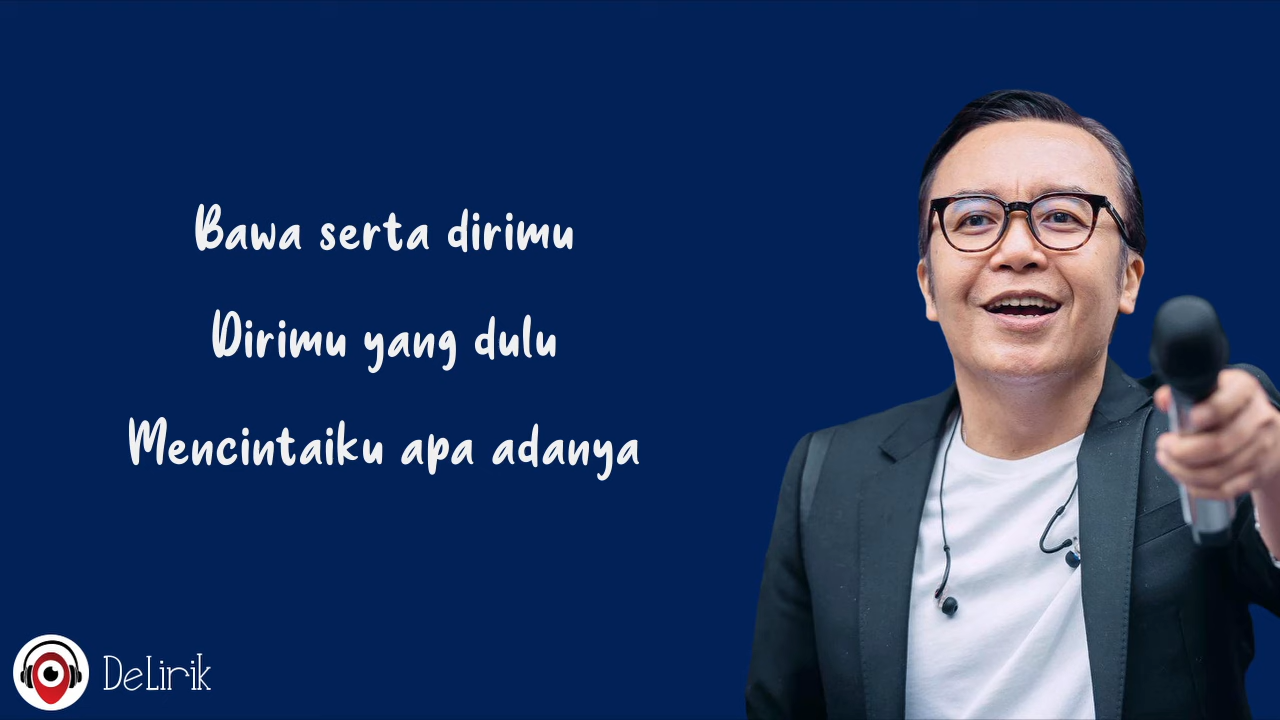 Bawa serta dirimu
Dirimu yang dulu
Mencintaiku apa adanya
DeLirik